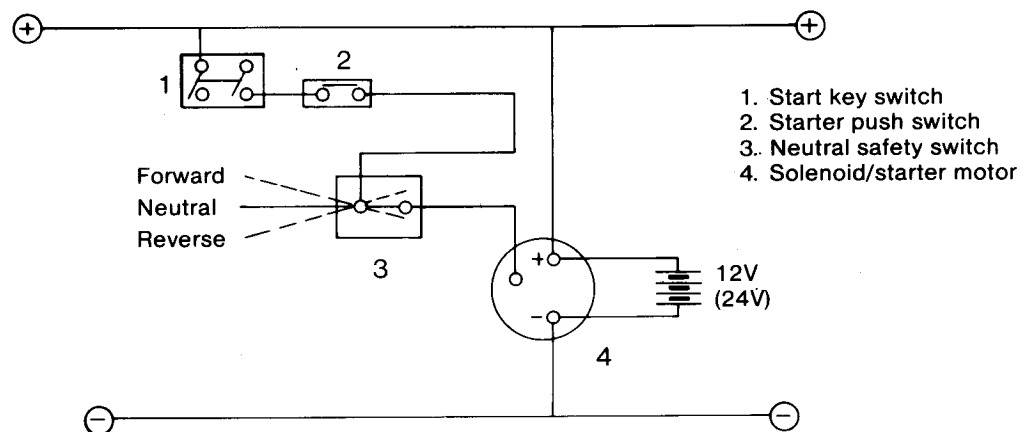 +
+
1
2
1. Start key switch
2. Starter push switch
3. Neutral safety switch
4. Solenoid/starter motor
Forward
Neutral
Reverse
3
+
−
12V
(24V)
4
−
−